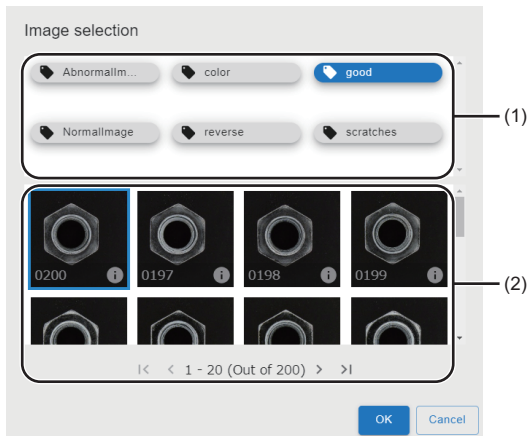 Image selection
AbnormalIm... color good
(1)
NormalImage reverse scratches
0200 i 0197 i 0198 i 0199 i
(2)
1 - 20 (Out of 200)
OK Cancel